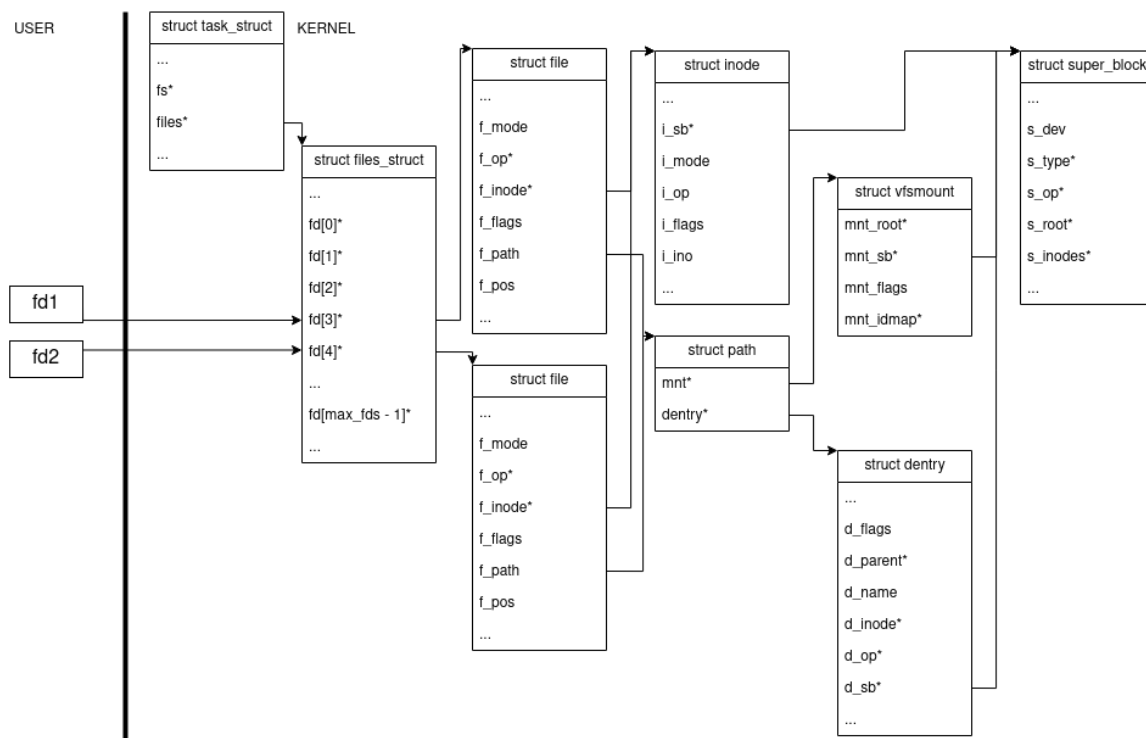 USER
KERNEL
struct task_struct
...
fs*
files*
...
fd1
fd2
struct files_struct
...
fd[0]*
fd[1]*
fd[2]*
fd[3]*
fd[4]*
...
fd[max_fds - 1]*
...
struct file
...
f_mode
f_op*
f_inode*
f_flags
f_path
f_pos
...
struct file
...
f_mode
f_op*
f_inode*
f_flags
f_path
f_pos
...
struct inode
...
i_sb*
i_mode
i_op
i_flags
i_ino
...
struct path
mnt*
dentry*
struct vfsmount
mnt_root*
mnt_sb*
mnt_flags
mnt_idmap*
struct dentry
...
d_flags
d_parent*
d_name
d_inode*
d_op*
d_sb*
...
struct super_block
...
s_dev
s_type*
s_op*
s_root*
s_inodes*
...